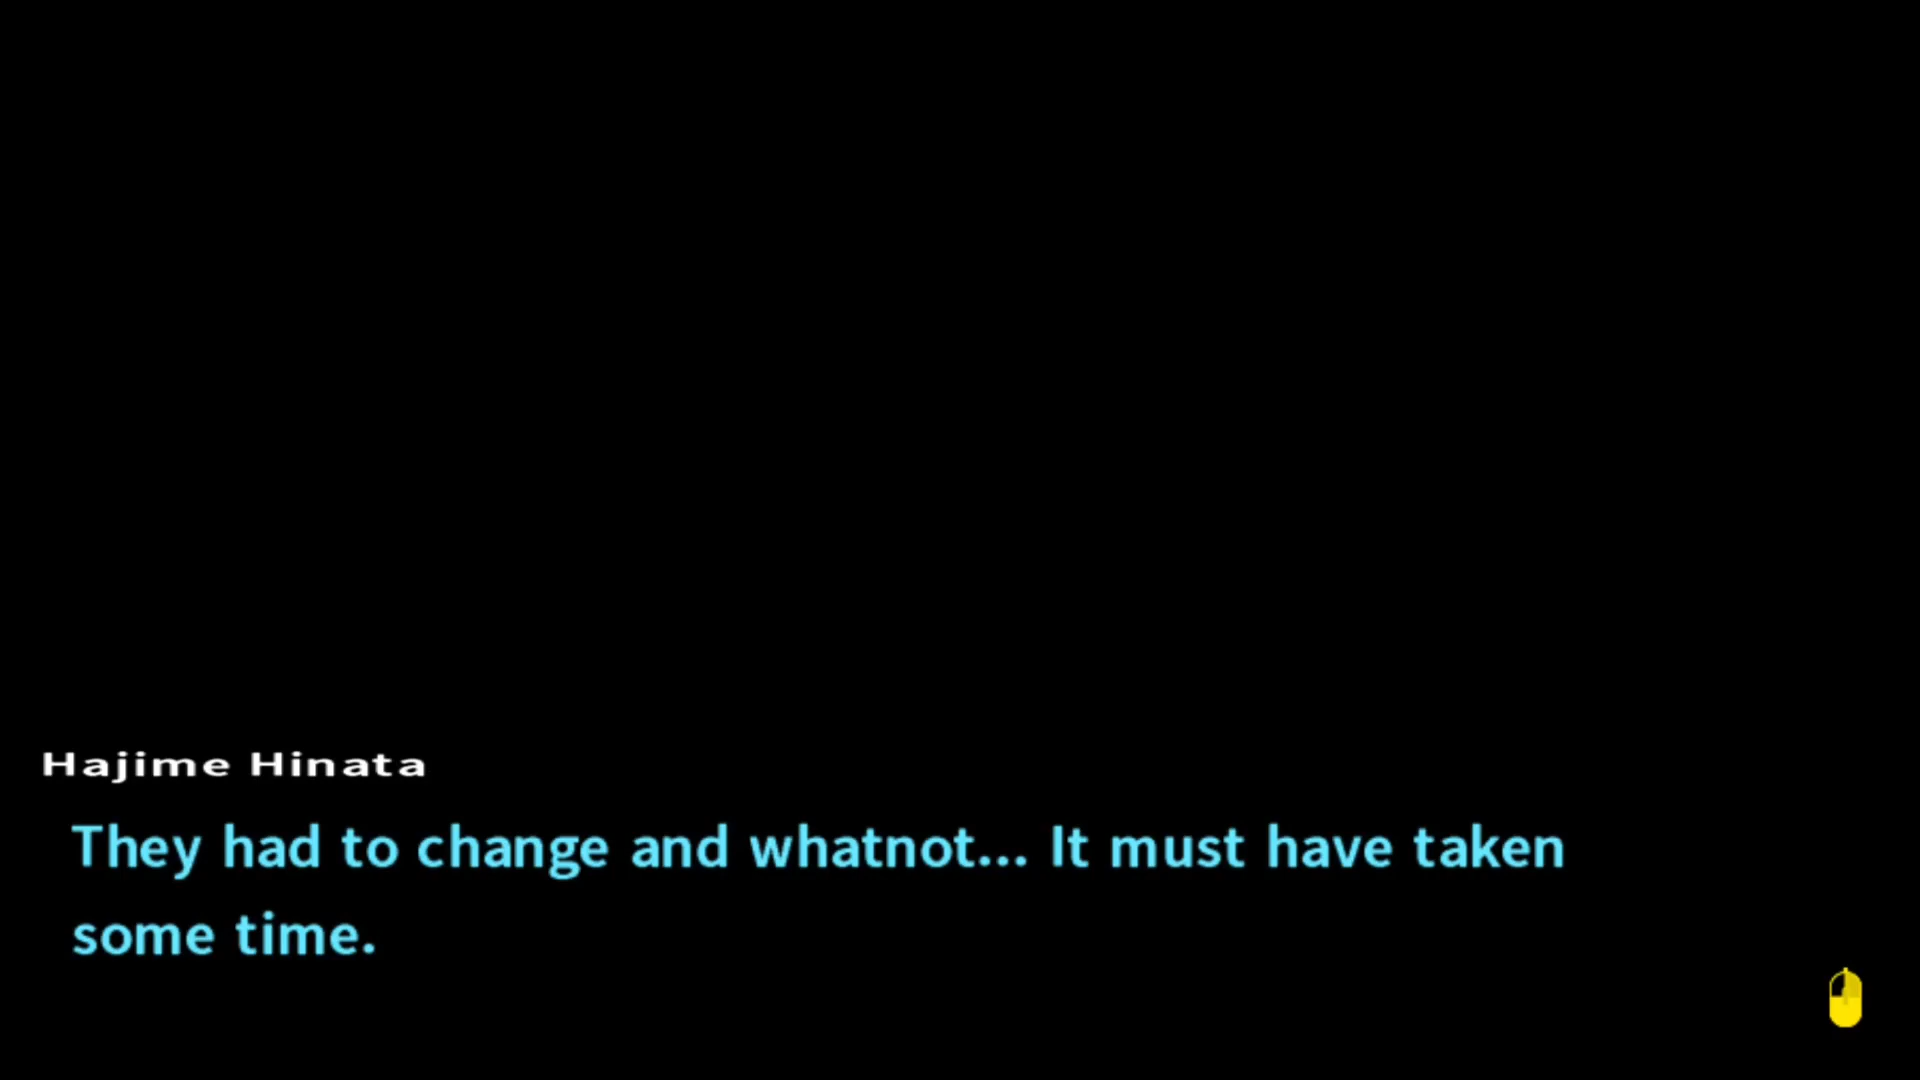 Hajime Hinata
They had to change and whatnot... It must have taken
some time.